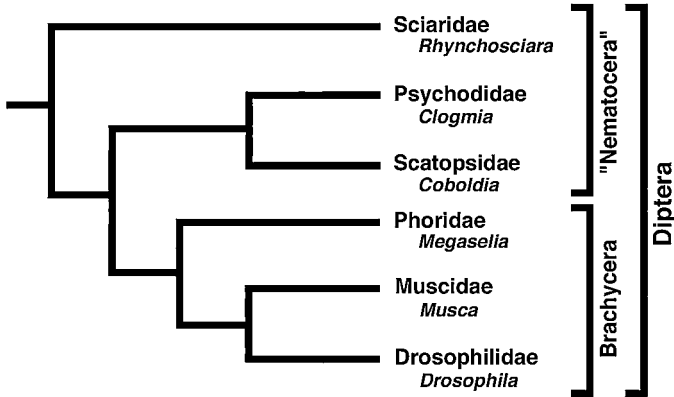 Sciaridae
Rhynchosciara
Psychodidae
Clogmia
Scatopsidae
Coboldia
Phoridae
Megaselia
Muscidae
Musca
Drosophilidae
Drosophila
"Nematocera"
Brachycera
Diptera